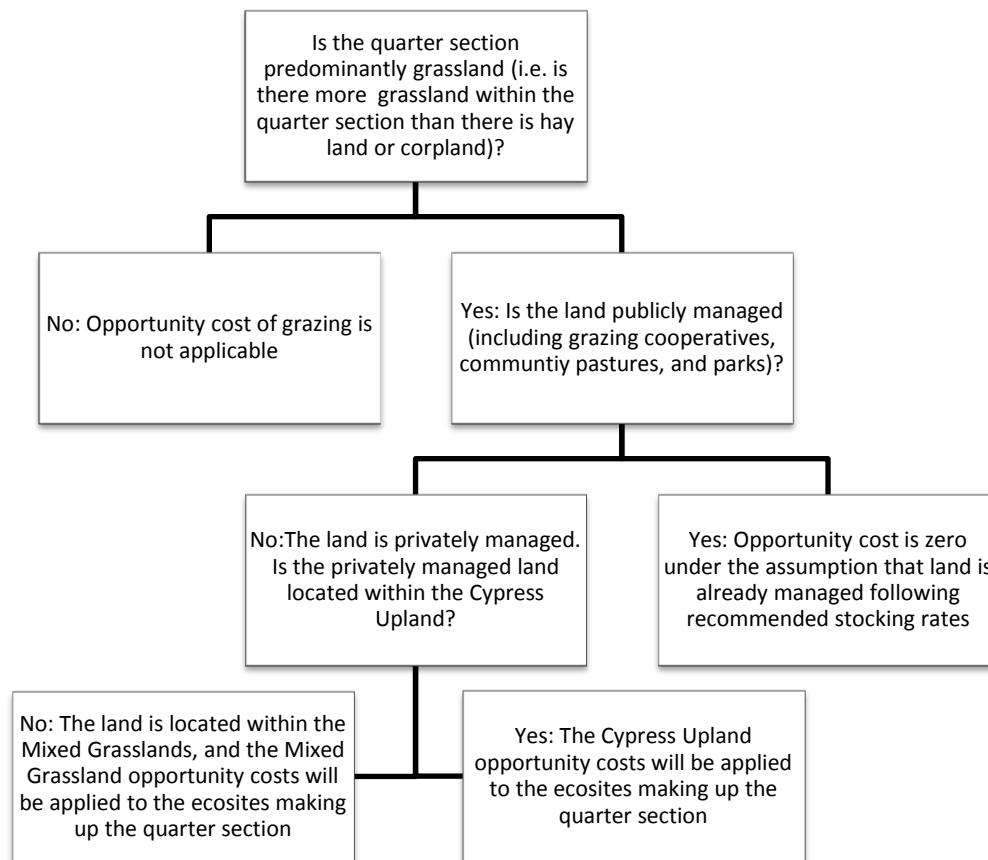 Is the quarter section
predominantly grassland (i.e. is
there more  grassland within the
quarter section than there is hay
land or corpland)?
No: Opportunity cost of grazing is
not applicable
Yes: Is the land publicly managed
(including grazing cooperatives,
communtiy pastures, and parks)?
No:The land is privately managed.
Is the privately managed land
located within the Cypress
Upland?
Yes: Opportunity cost is zero
under the assumption that land is
already managed following
recommended stocking rates
No: The land is located within the
Mixed Grasslands, and the Mixed
Grassland opportunity costs will
be applied to the ecosites making
up the quarter section
Yes: The Cypress Upland
opportunity costs will be applied
to the ecosites making up the
quarter section